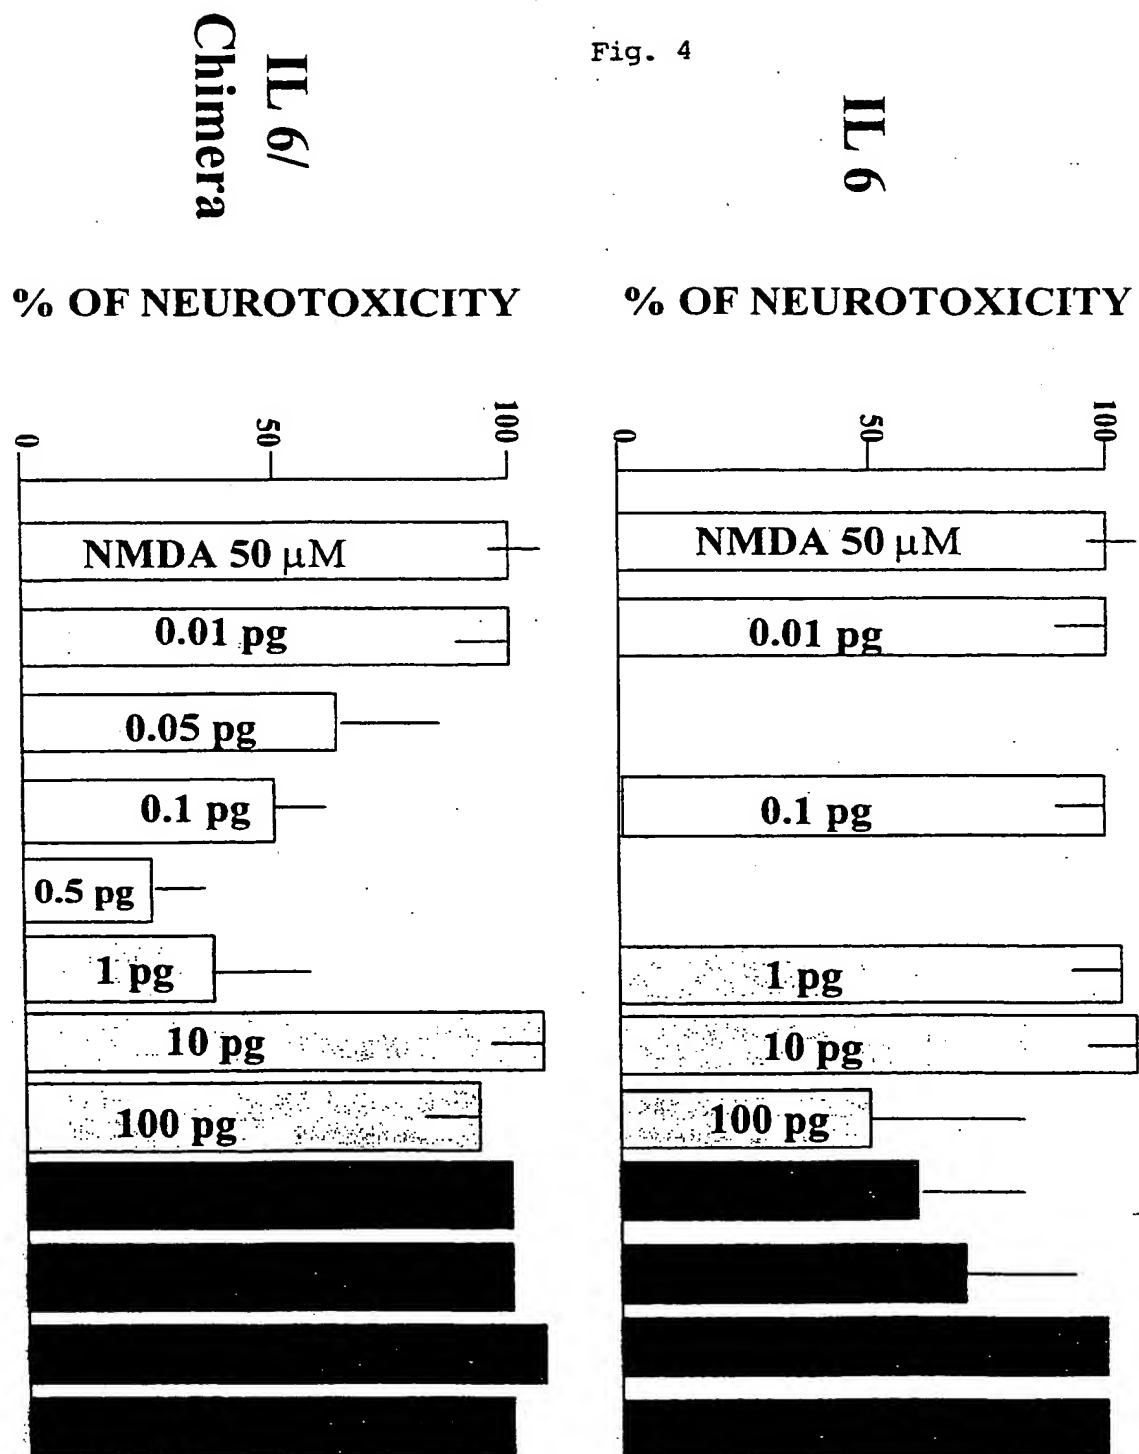 Fig. 4
IL 6/
Chimera
% OF NEUROTOXICITY
0
50
100
NMDA 50 μM
0.01 pg
0.05 pg
0.1 pg
0.5 pg
1 pg
10 pg
100 pg
IL 6
% OF NEUROTOXICITY
0
50
100
NMDA 50 μM
0.01 pg
0.1 pg
1 pg
10 pg
100 pg